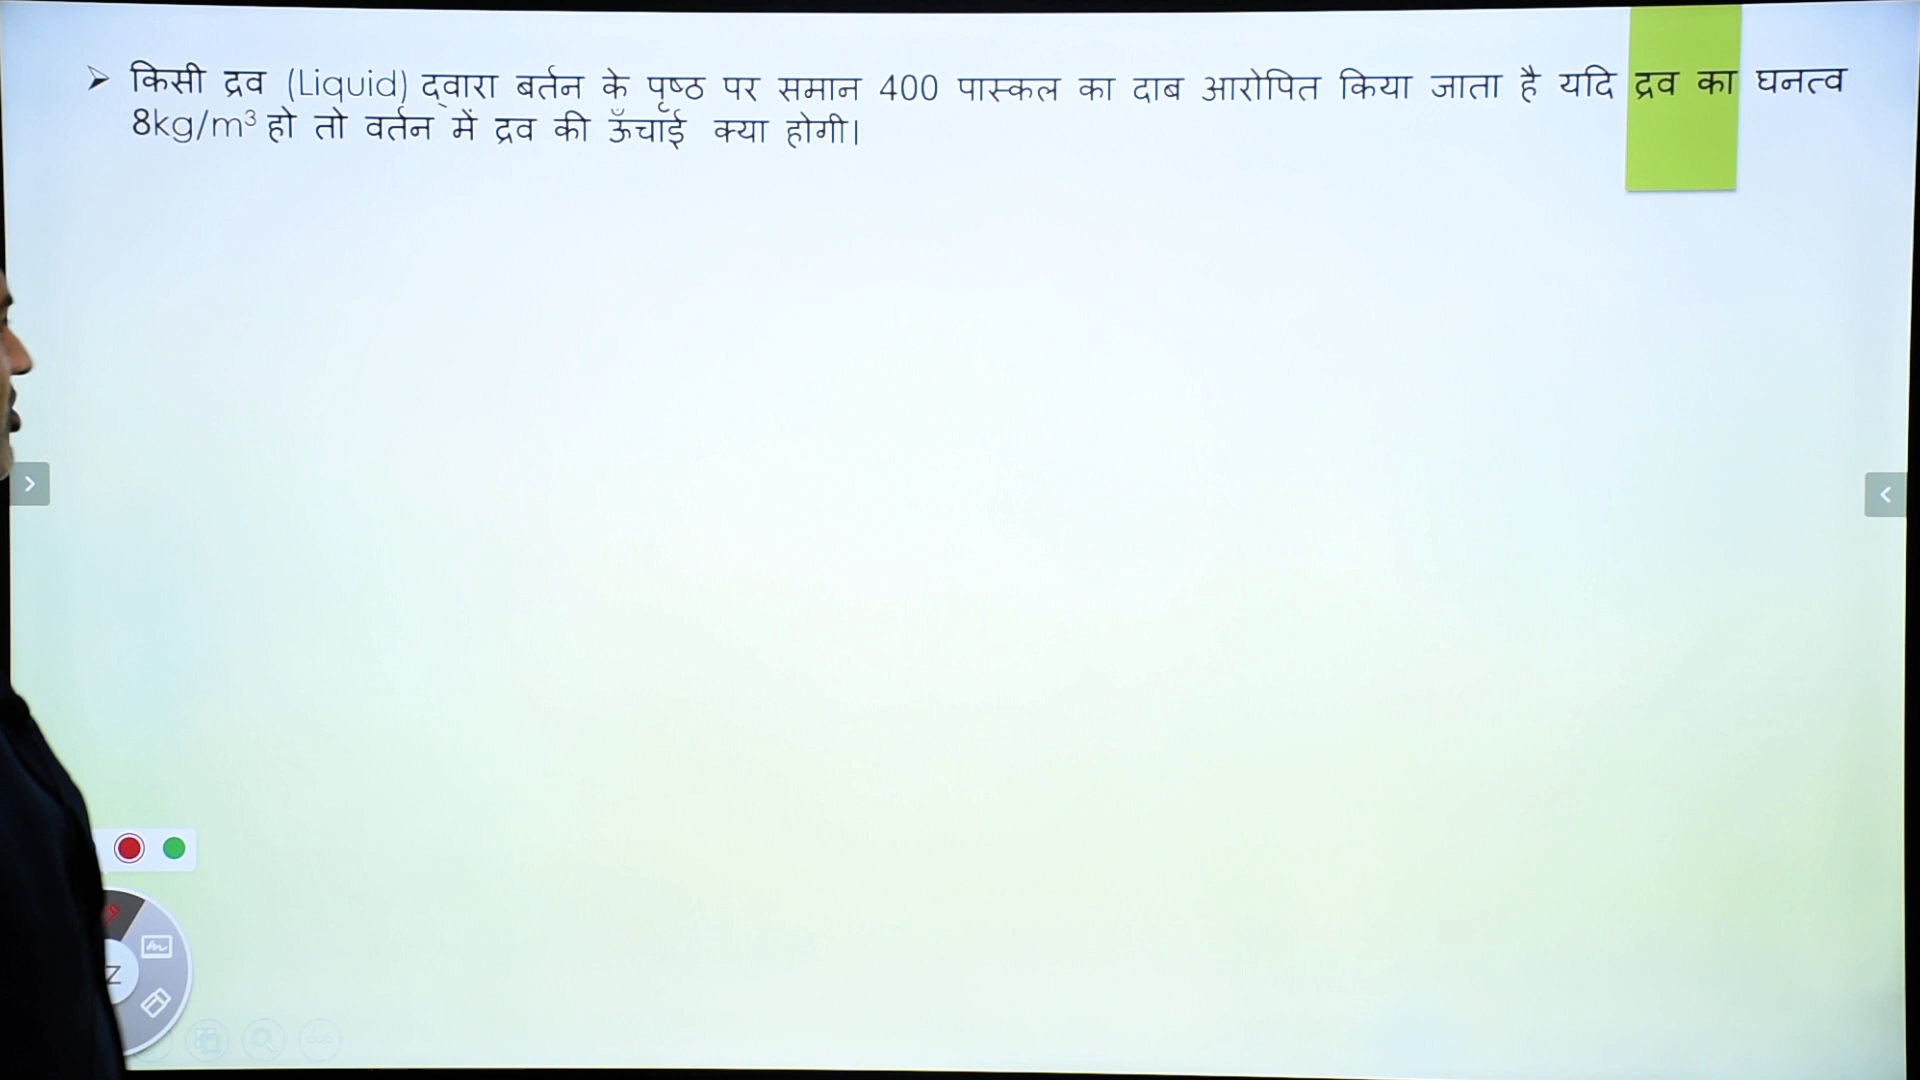 ➤ किसी द्रव (Liquid) द्वारा बर्तन के पृष्ठ पर समान 400 पास्कल का दाब आरोपित किया जाता है यदि द्रव का घनत्व
8kg/m³ हो तो वर्तन में द्रव की ऊँचाई क्या होगी।
Z